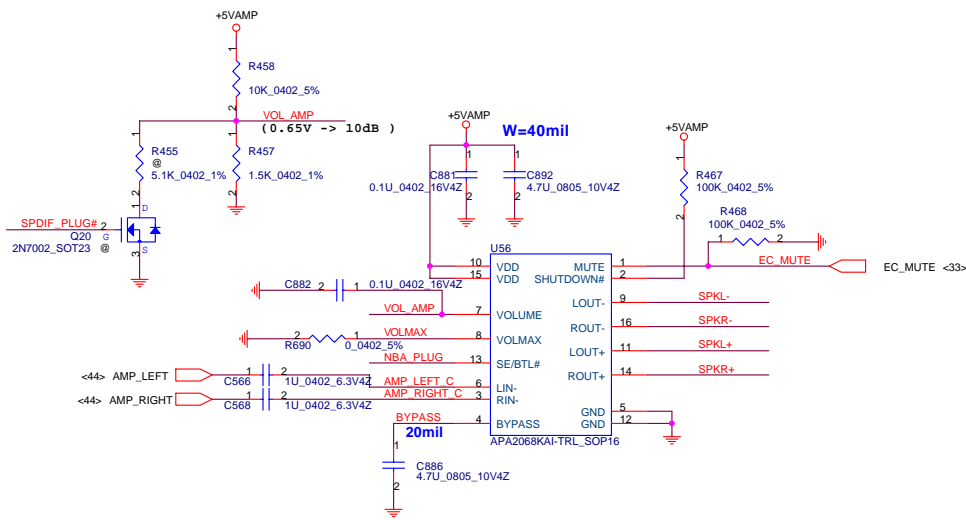 +5VAMP
1
R458
10K_0402_5%
2
VOL_AMP
(0.65V -> 10dB )
1
R455
@
5.1K_0402_1%
2
1
R457
1.5K_0402_1%
2
SPDIF_PLUG#
2
G
1
D
S
3
Q20
2N7002_SOT23
@
+5VAMP
W=40mil
1
C881
0.1U_0402_16V4Z
2
1
C892
4.7U_0805_10V4Z
2
+5VAMP
1
R467
100K_0402_5%
2
R468
100K_0402_5%
1
2
U56
10 VDD
15 VDD
7 VOLUME
8 VOLMAX
13 SE/BTL#
6 LIN-
3 RIN-
4 BYPASS
MUTE 1
SHUTDOWN# 2
LOUT- 9
ROUT- 16
LOUT+ 11
ROUT+ 14
GND 5
GND 12
APA2068KAI-TRL_SOP16
EC_MUTE
EC_MUTE <33>
SPKL-
SPKR-
SPKL+
SPKR+
C882 2 1
0.1U_0402_16V4Z
VOL_AMP
2 1 VOLMAX
R690 0_0402_5%
NBA_PLUG
<44> AMP_LEFT
1 2
C566 1U_0402_6.3V4Z
AMP_LEFT_C
<44> AMP_RIGHT
1 2
C568 1U_0402_6.3V4Z
AMP_RIGHT_C
BYPASS
20mil
1
C886
4.7U_0805_10V4Z
2